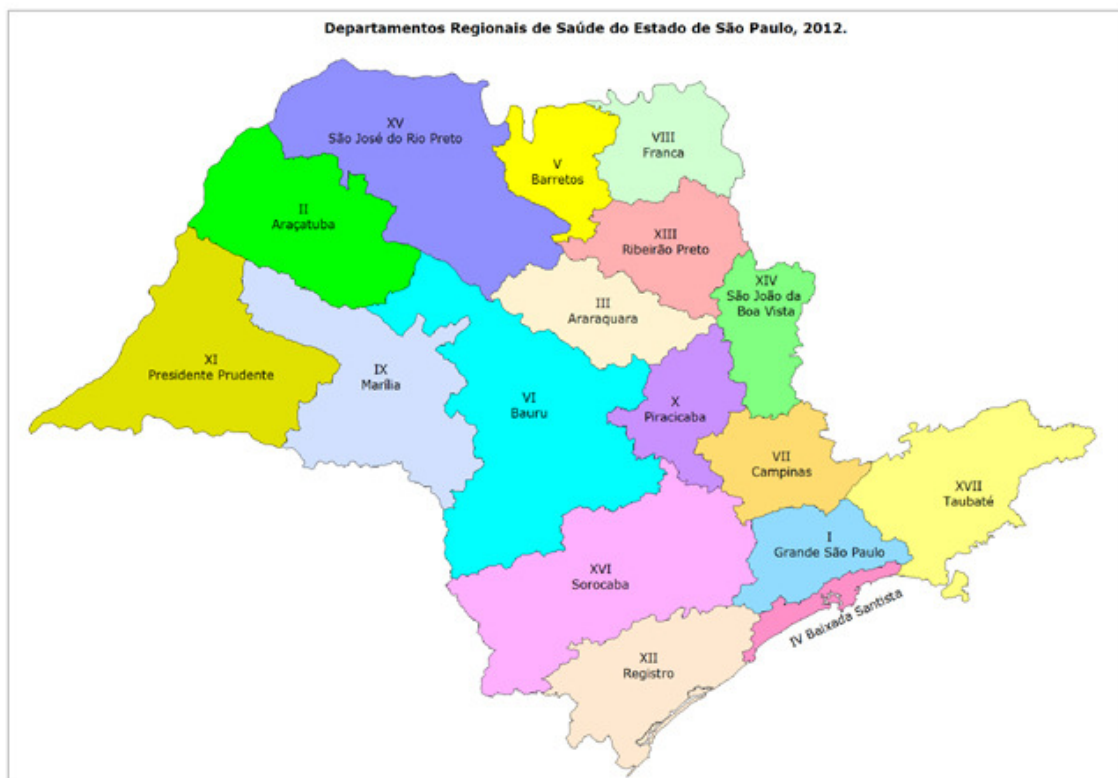 Departamentos Regionais de Saúde do Estado de São Paulo, 2012.
XV
São José do Rio Preto
VIII
Franca
V
Barretos
II
Araçatuba
XIII
Ribeirão Preto
XIV
São João da
Boa Vista
III
Araraquara
XI
Presidente Prudente
IX
Marília
VI
Bauru
X
Piracicaba
VII
Campinas
XVII
Taubaté
I
Grande São Paulo
XVI
Sorocaba
IV Baixada Santista
XII
Registro